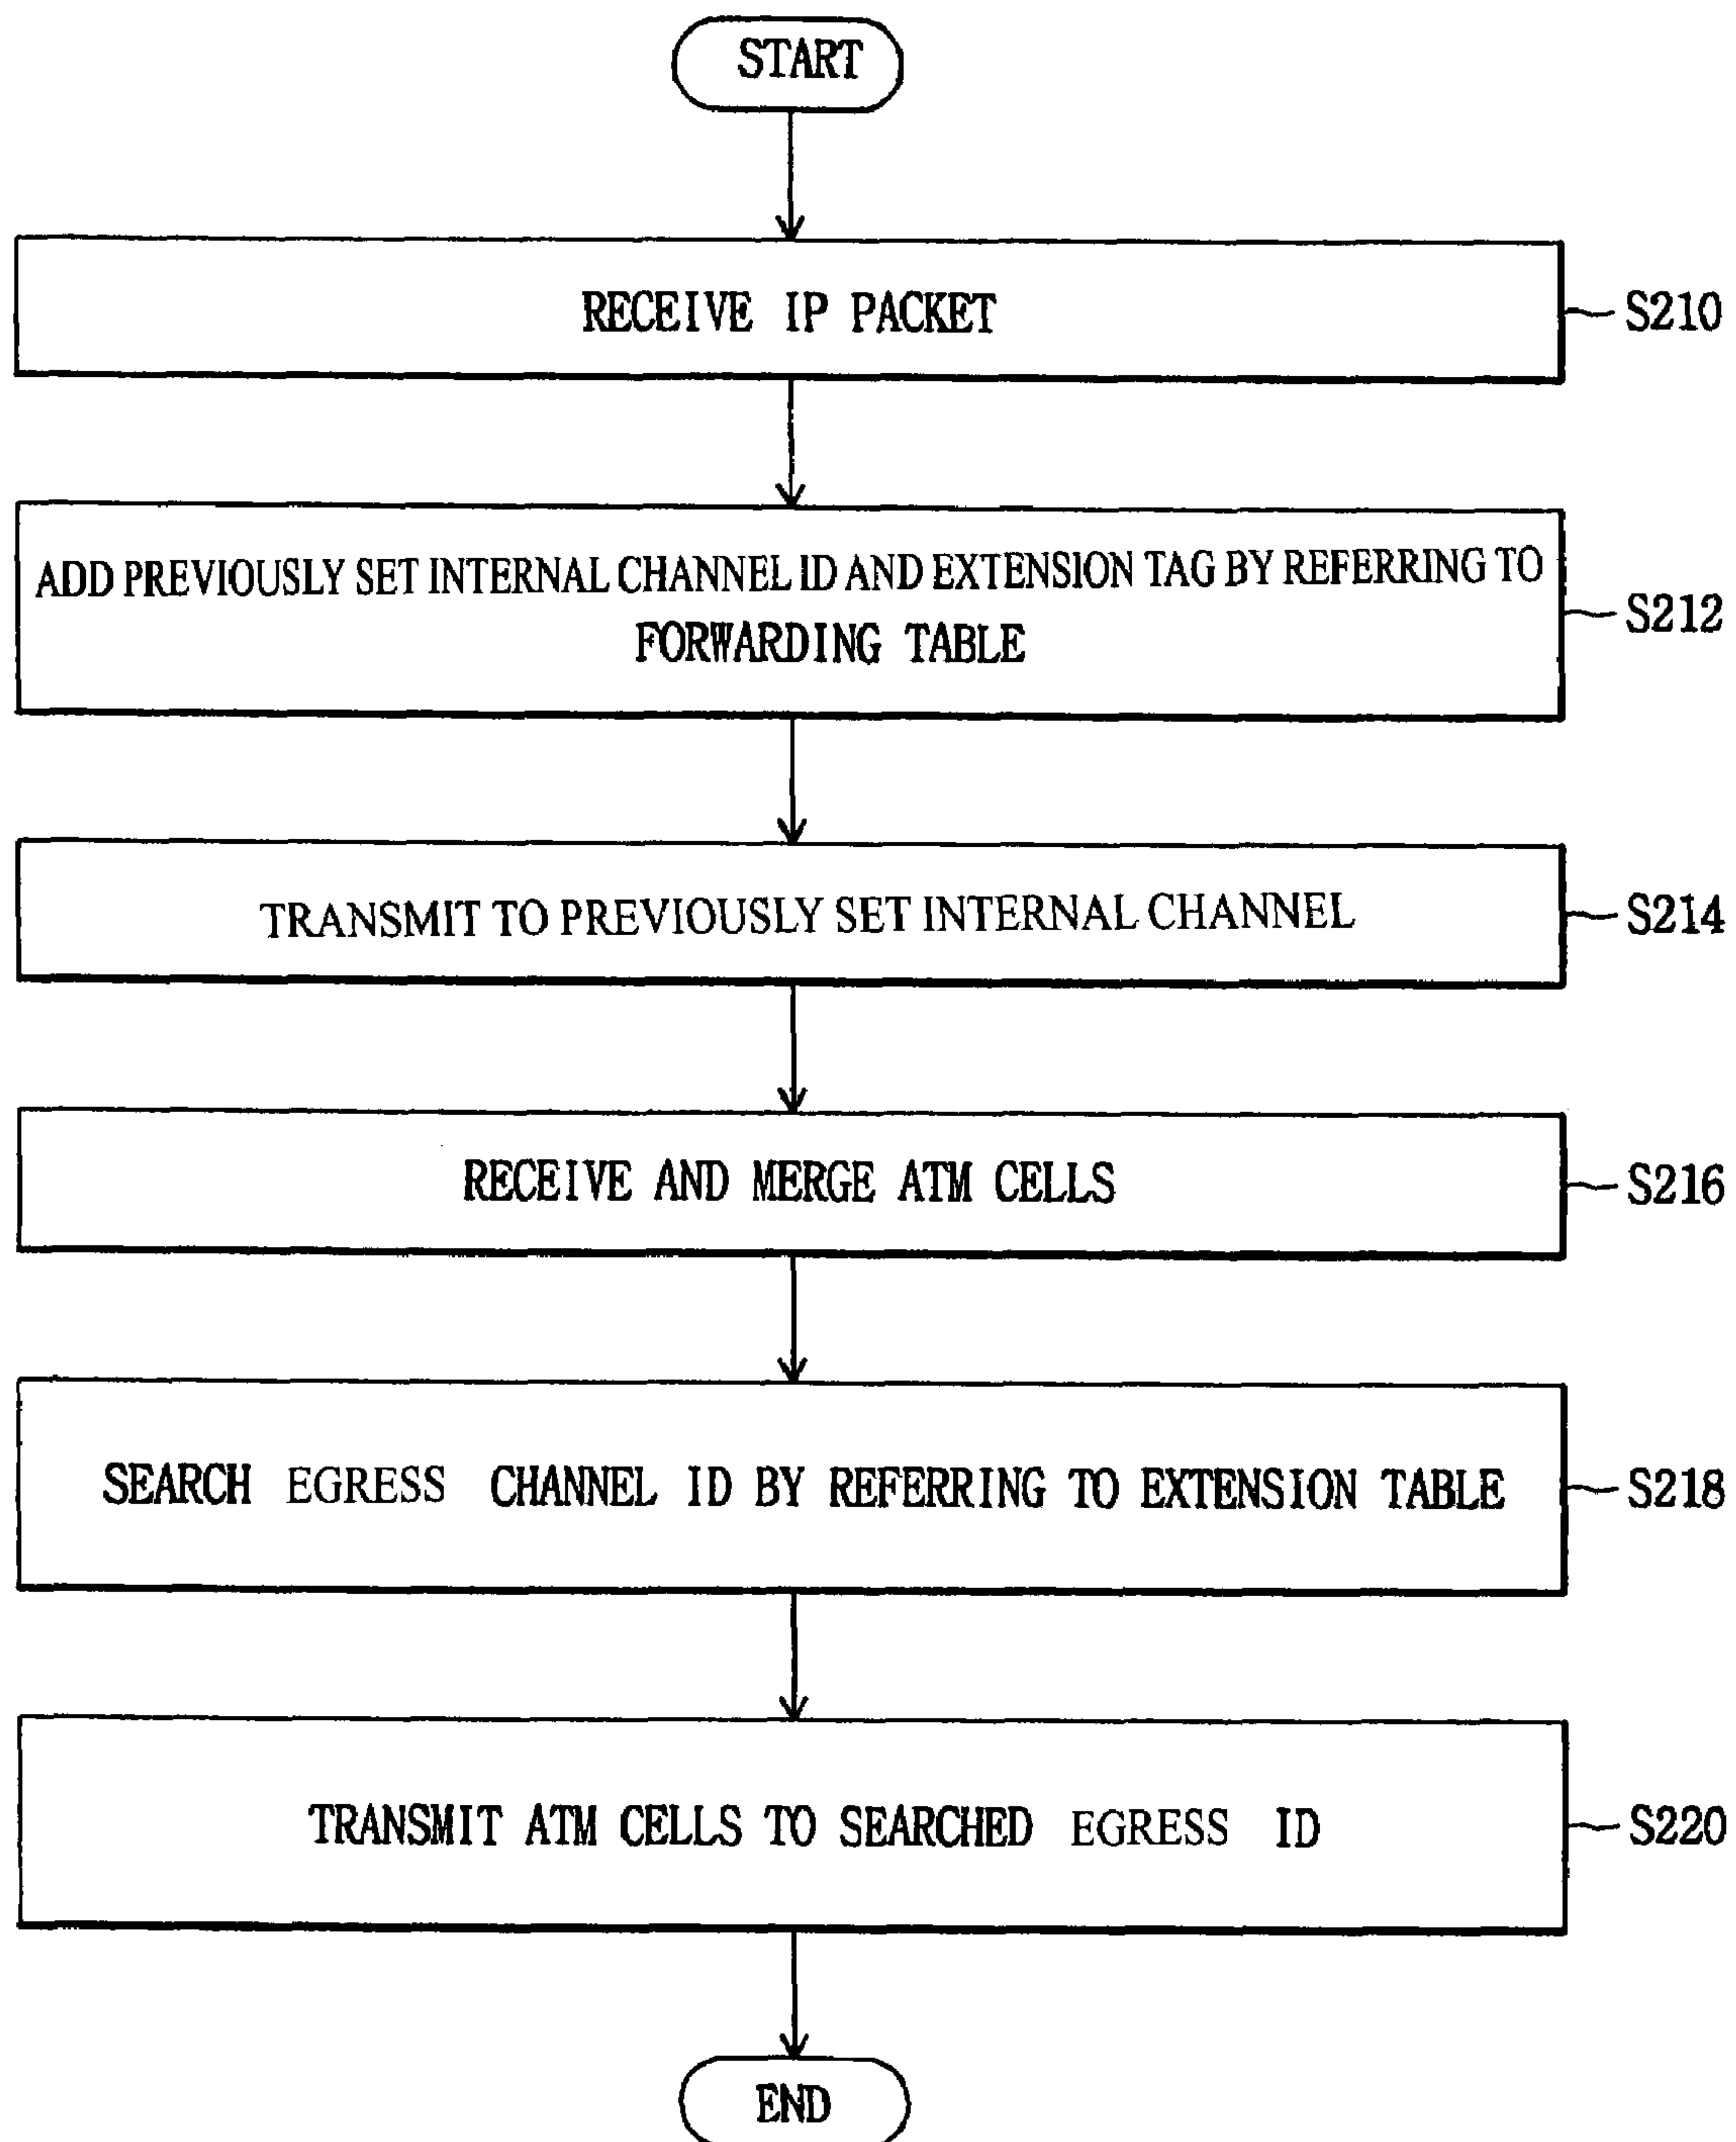 START
RECEIVE IP PACKET
S210
ADD PREVIOUSLY SET INTERNAL CHANNEL ID AND EXTENSION TAG BY REFERRING TO
FORWARDING TABLE
S212
TRANSMIT TO PREVIOUSLY SET INTERNAL CHANNEL
S214
RECEIVE AND MERGE ATM CELLS
S216
SEARCH EGRESS CHANNEL ID BY REFERRING TO EXTENSION TABLE
S218
TRANSMIT ATM CELLS TO SEARCHED EGRESS ID
S220
END